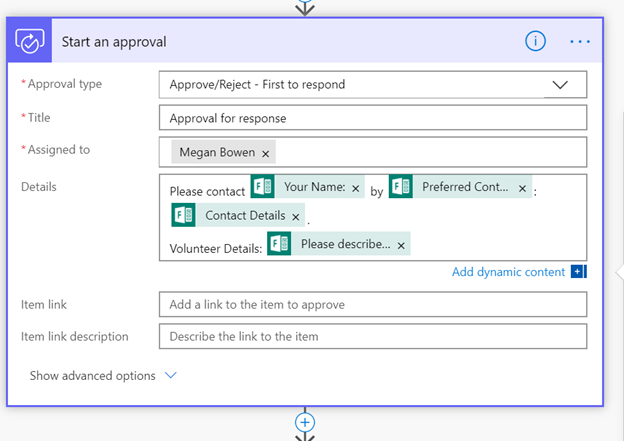 Start an approval
* Approval type
Approve/Reject - First to respond
* Title
Approval for response
* Assigned to
Megan Bowen ×
Details
Please contact F Your Name: × by F Preferred Cont... × :
F Contact Details × .
Volunteer Details: F Please describe... ×
Add dynamic content
Item link
Add a link to the item to approve
Item link description
Describe the link to the item
Show advanced options